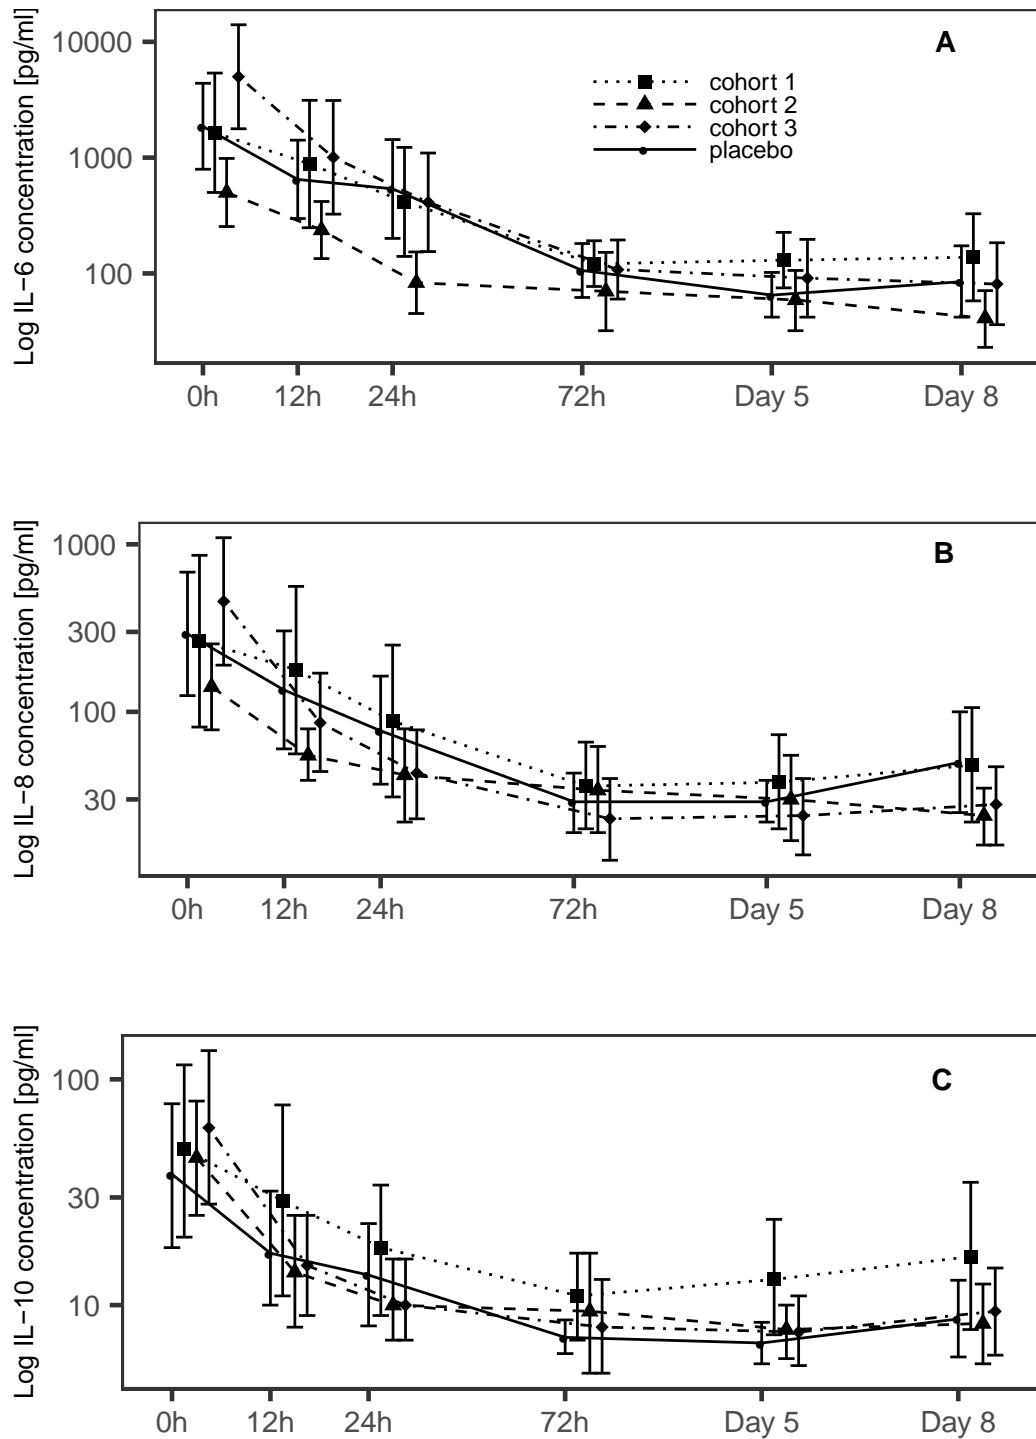 Log IL−6 concentration [pg/ml]
10000
1000
100
A
cohort 1
cohort 2
cohort 3
placebo
0h 12h 24h 72h Day 5 Day 8
Log IL−8 concentration [pg/ml]
1000
300
100
30
B
0h 12h 24h 72h Day 5 Day 8
Log IL−10 concentration [pg/ml]
100
30
10
C
0h 12h 24h 72h Day 5 Day 8